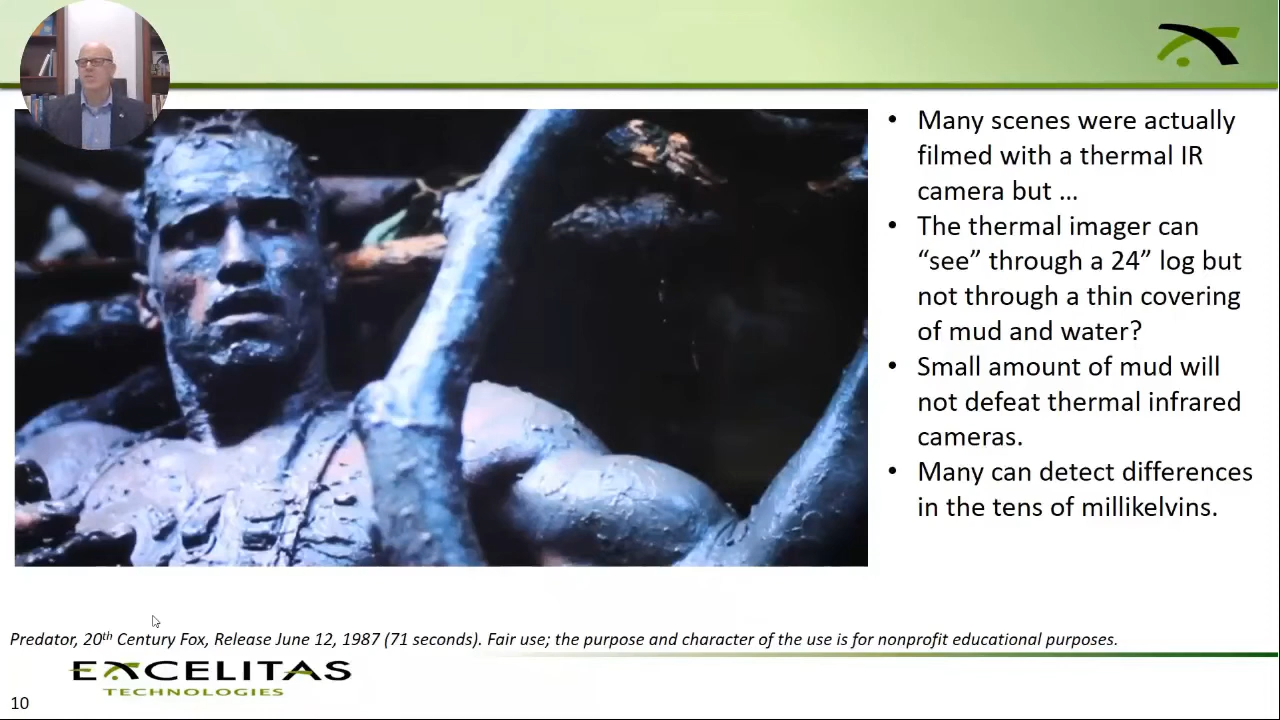 • Many scenes were actually
filmed with a thermal IR
camera but ...
• The thermal imager can
“see” through a 24” log but
not through a thin covering
of mud and water?
• Small amount of mud will
not defeat thermal infrared
cameras.
• Many can detect differences
in the tens of millikelvins.
Predator, 20th Century Fox, Release June 12, 1987 (71 seconds). Fair use; the purpose and character of the use is for nonprofit educational purposes.
EXCELITAS
TECHNOLOGIES
10